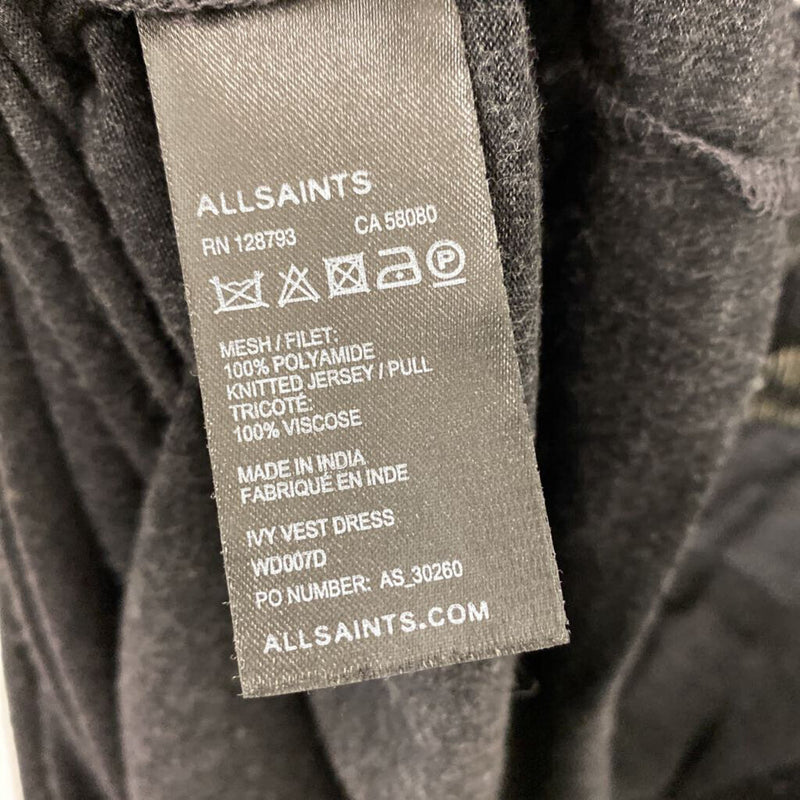 ALLSAINTS
RN 128793 CA 58080
P
MESH / FILET:
100% POLYAMIDE
KNITTED JERSEY / PULL
TRICOTÉ:
100% VISCOSE
MADE IN INDIA
FABRIQUÉ EN INDE
IVY VEST DRESS
WD007D
PO NUMBER: AS_30260
ALLSAINTS.COM